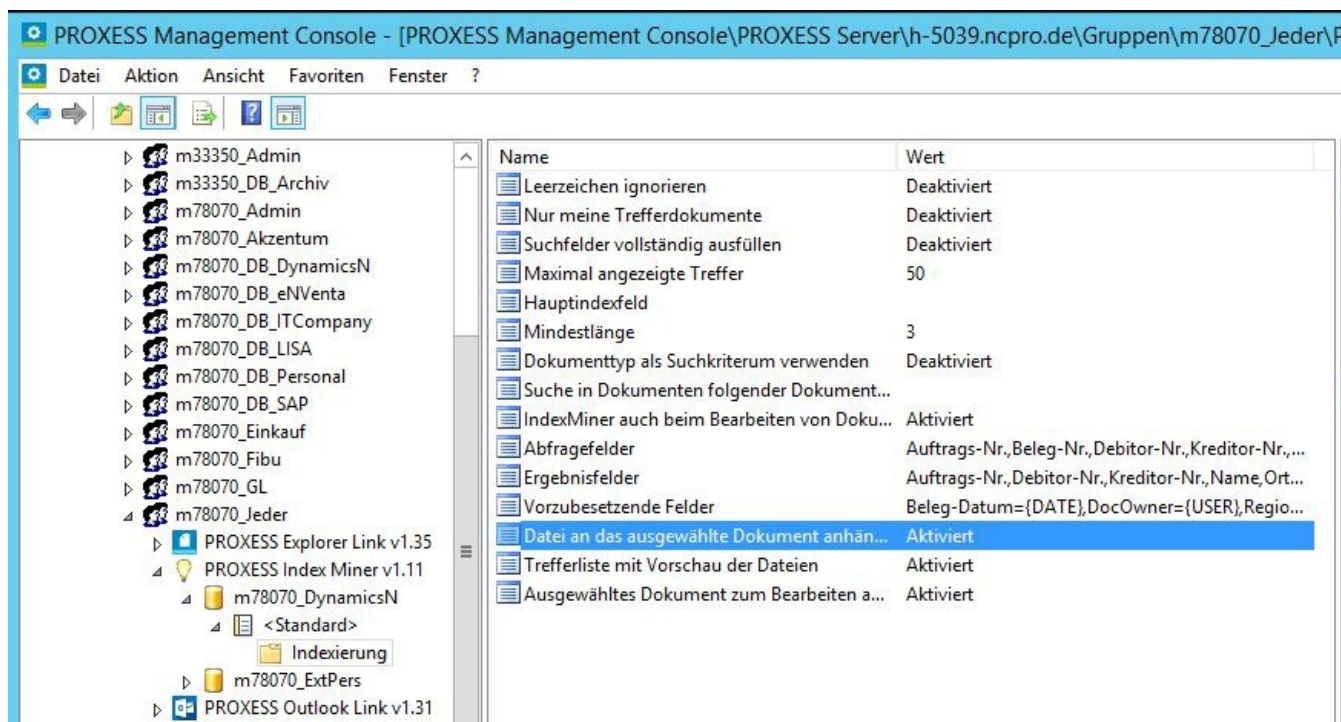 PROXESS Management Console - [PROXESS Management Console\PROXESS Server\h-5039.ncpro.de\Gruppen\m78070_Jeder\P
Datei Aktion Ansicht Favoriten Fenster ?
m33350_Admin
m33350_DB_Archiv
m78070_Admin
m78070_Akzentum
m78070_DB_DynamicsN
m78070_DB_eNVenta
m78070_DB_ITCompany
m78070_DB_LISA
m78070_DB_Personal
m78070_DB_SAP
m78070_Einkauf
m78070_Fibu
m78070_GL
m78070_Jeder
PROXESS Explorer Link v1.35
PROXESS Index Miner v1.11
m78070_DynamicsN
<Standard>
Indexierung
m78070_ExtPers
PROXESS Outlook Link v1.31
Name Wert
Leerzeichen ignorieren Deaktiviert
Nur meine Trefferdokumente Deaktiviert
Suchfelder vollständig ausfüllen Deaktiviert
Maximal angezeigte Treffer 50
Hauptindexfeld
Mindestlänge 3
Dokumenttyp als Suchkriterum verwenden Deaktiviert
Suche in Dokumenten folgender Dokument...
IndexMiner auch beim Bearbeiten von Doku... Aktiviert
Abfragefelder Auftrags-Nr.,Beleg-Nr.,Debitor-Nr.,Kreditor-Nr.,...
Ergebnisfelder Auftrags-Nr.,Debitor-Nr.,Kreditor-Nr.,Name,Ort...
Vorzubesetzende Felder Beleg-Datum={DATE},DocOwner={USER},Regio...
Datei an das ausgewählte Dokument anhän... Aktiviert
Trefferliste mit Vorschau der Dateien Aktiviert
Ausgewähltes Dokument zum Bearbeiten a... Aktiviert